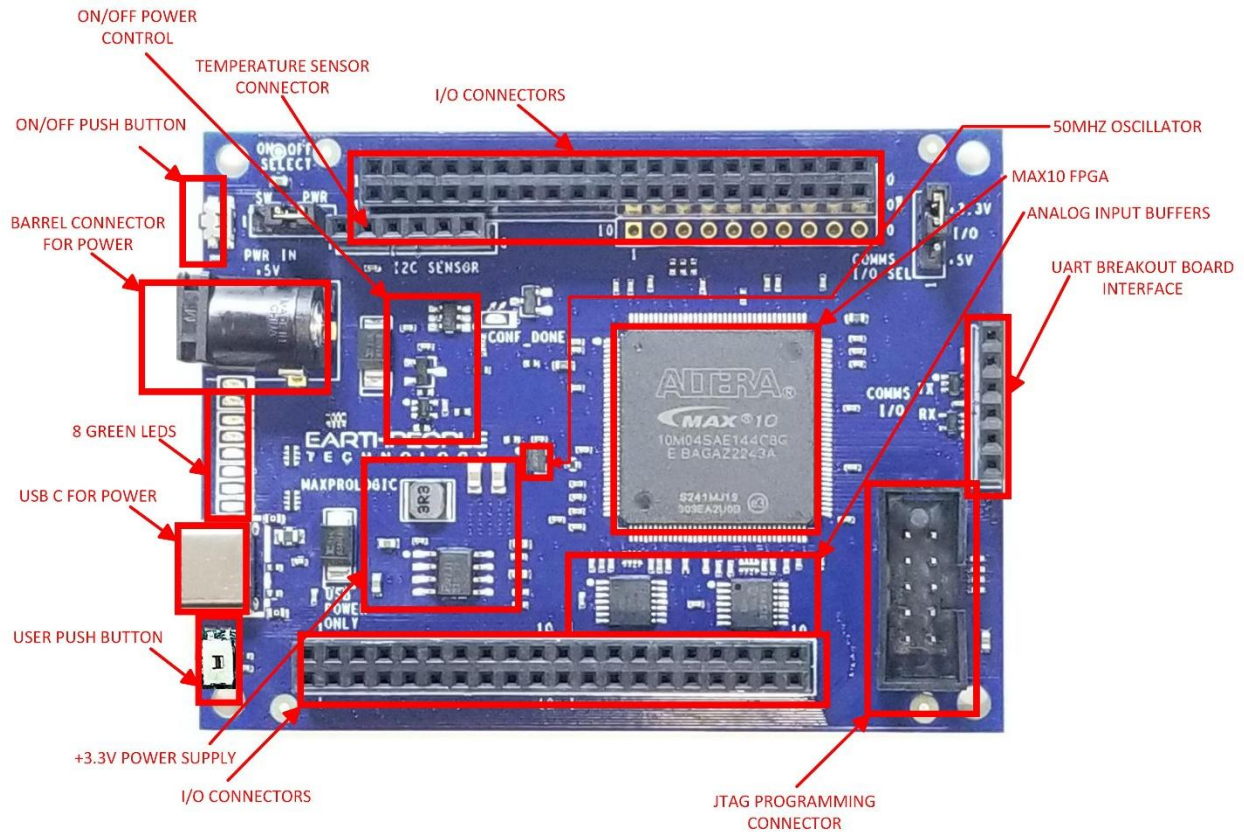 ON/OFF POWER
CONTROL
TEMPERATURE SENSOR
CONNECTOR
I/O CONNECTORS
ON/OFF PUSH BUTTON
50MHZ OSCILLATOR
MAX10 FPGA
ANALOG INPUT BUFFERS
BARREL CONNECTOR
FOR POWER
UART BREAKOUT BOARD
INTERFACE
8 GREEN LEDS
USB C FOR POWER
USER PUSH BUTTON
+3.3V POWER SUPPLY
I/O CONNECTORS
JTAG PROGRAMMING
CONNECTOR
ON OFF
SELECT
SW PWR
PWR IN
+5V
I2C SENSOR
10
1
COMMS
I/O SEL
+3.3V
I/O
+5V
CONF_DONE
ALTERA®
MAX®10
10M04SAE144C8G
COMMS TX
I/O RX
EARTH PEOPLE
TECHNOLOGY
MAXPROLOGIC
3R3
USB
POWER
ONLY
10
10